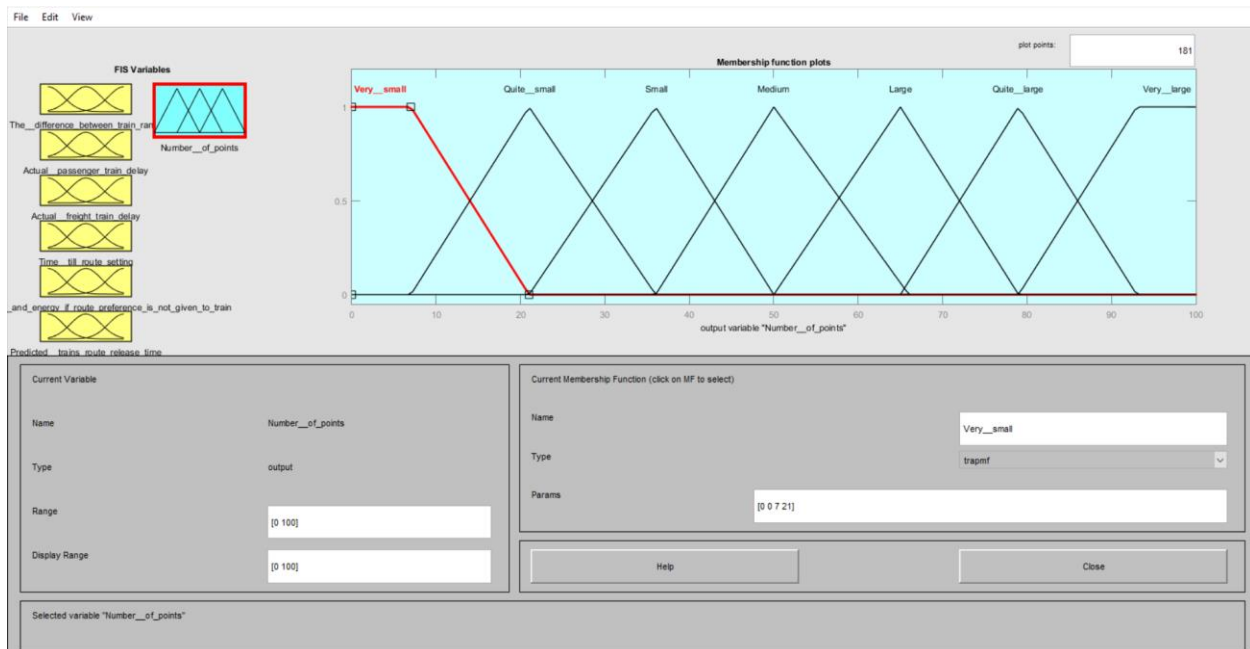 File Edit View
plot points: 181
FIS Variables
Membership function plots
Very__small Quite__small Small Medium Large Quite__large Very__large
The__difference_between_train_ran
Number__of_points
Actual__passenger_train_delay
Actual__freight_train_delay
Time__till_route_setting
_and_energy_if_route_preference_is_not_given_to_train
Predicted__trains_route_release_time
1
0.5
0
0 10 20 30 40 50 60 70 80 90 100
output variable "Number__of_points"
Current Variable
Name Number__of_points
Type output
Range [0 100]
Display Range [0 100]
Current Membership Function (click on MF to select)
Name Very__small
Type trapmf
Params [0 0 7 21]
Help Close
Selected variable "Number__of_points"